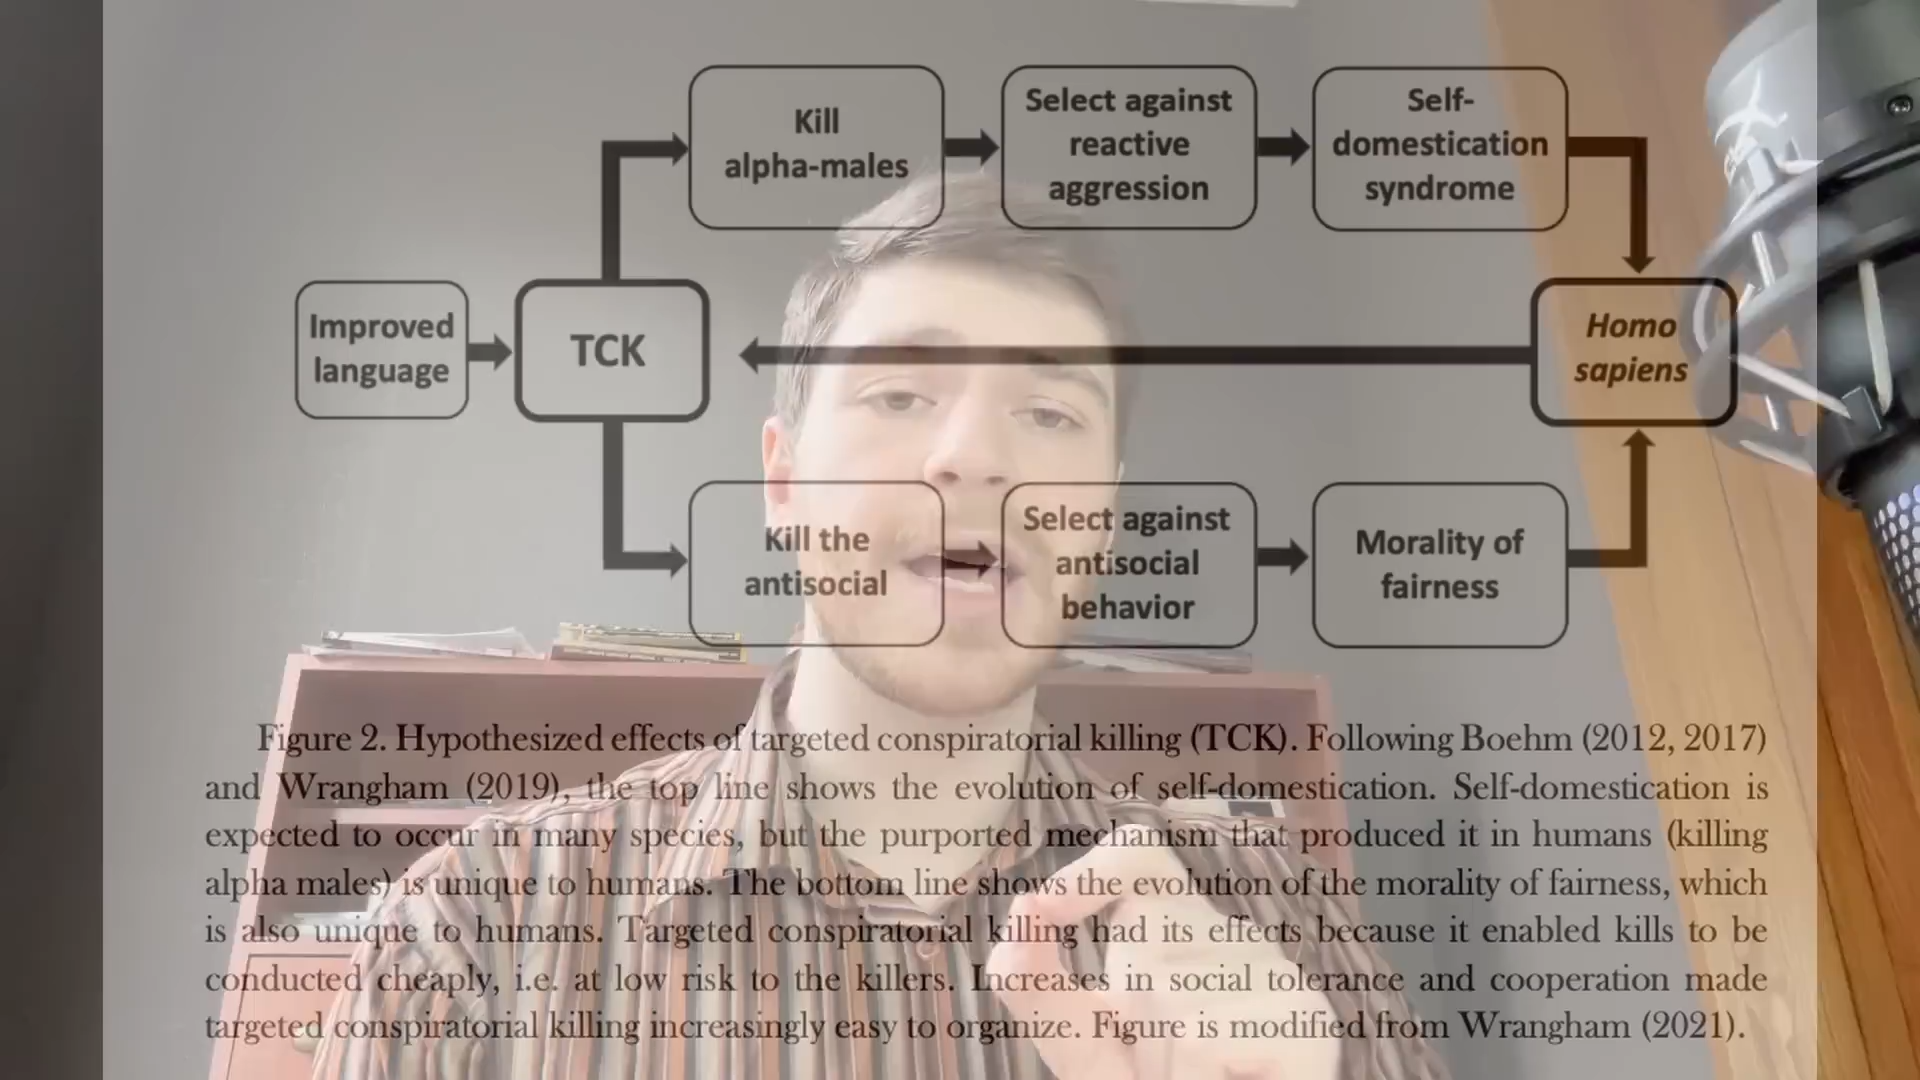 Kill
alpha-males
Select against
reactive
aggression
Self-
domestication
syndrome
Improved
language
TCK
Homo
sapiens
Kill the
antisocial
Select against
antisocial
behavior
Morality of
fairness
Figure 2. Hypothesized effects of targeted conspiratorial killing (TCK). Following Boehm (2012, 2017)
and Wrangham (2019), the top line shows the evolution of self-domestication. Self-domestication is
expected to occur in many species, but the purported mechanism that produced it in humans (killing
alpha males) is unique to humans. The bottom line shows the evolution of the morality of fairness, which
is also unique to humans. Targeted conspiratorial killing had its effects because it enabled kills to be
conducted cheaply, i.e. at low risk to the killers. Increases in social tolerance and cooperation made
targeted conspiratorial killing increasingly easy to organize. Figure is modified from Wrangham (2021).